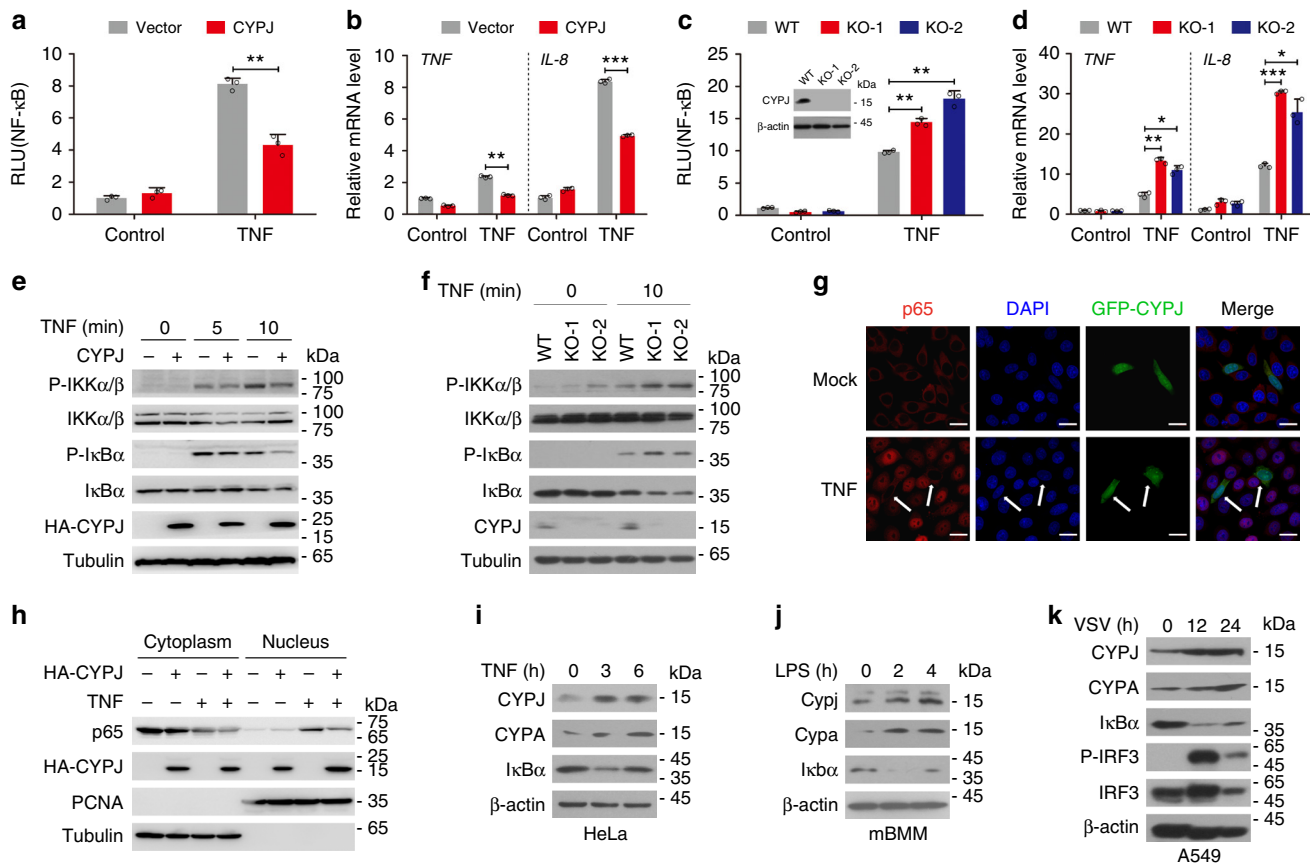 a
Vector CYPJ
RLU(NF-κB)
10
8
6
4
2
0
**
Control TNF
b
Vector CYPJ
Relative mRNA level
10
8
6
4
2
0
TNF IL-8
**
***
Control TNF Control TNF
c
WT KO-1 KO-2
RLU(NF-κB)
25
20
15
10
5
0
WT KO-1 KO-2 kDa
CYPJ - 15
β-actin - 45
**
**
Control TNF
d
WT KO-1 KO-2
Relative mRNA level
40
30
20
10
0
TNF IL-8
*
**
*
***
Control TNF Control TNF
e
TNF (min) 0 5 10
CYPJ – + – + – + kDa
P-IKKα/β - 100 - 75
IKKα/β - 100 - 75
P-IκBα - 35
IκBα - 35
HA-CYPJ - 25 - 15
Tubulin - 65
f
TNF (min) 0 10
WT KO-1 KO-2 WT KO-1 KO-2 kDa
P-IKKα/β - 100 - 75
IKKα/β - 100 - 75
P-IκBα - 35
IκBα - 35
CYPJ - 15
Tubulin - 65
g
p65 DAPI GFP-CYPJ Merge
Mock
TNF
h
Cytoplasm Nucleus
HA-CYPJ – + – + – + – +
TNF – – + + – – + + kDa
p65 - 75 - 65
HA-CYPJ - 25 - 15
PCNA - 35
Tubulin - 65
i
TNF (h) 0 3 6 kDa
CYPJ - 15
CYPA - 15
IκBα - 45 - 35
β-actin - 45
HeLa
j
LPS (h) 0 2 4 kDa
Cypj - 15
Cypa - 15
Iκbα - 45 - 35
β-actin - 45
mBMM
k
VSV (h) 0 12 24 kDa
CYPJ - 15
CYPA - 15
IκBα - 35
P-IRF3 - 65 - 45
IRF3 - 65 - 45
β-actin - 45
A549